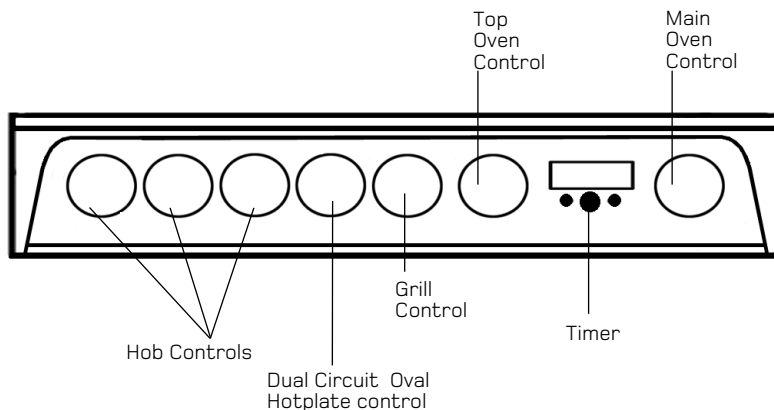 Top
Oven
Control
Main
Oven
Control
Grill
Control
Timer
Hob Controls
Dual Circuit Oval
Hotplate control